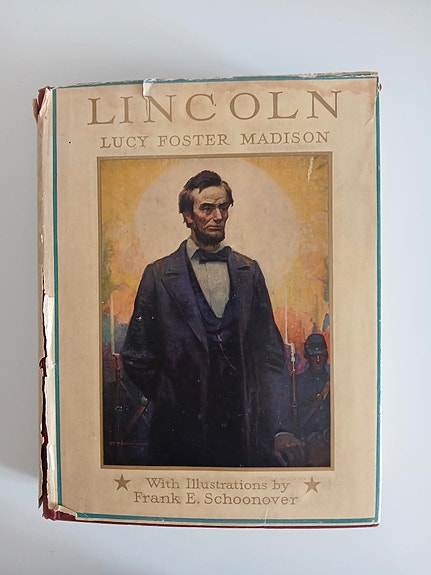 LINCOLN
LUCY FOSTER MADISON
With Illustrations by
Frank E. Schoonover